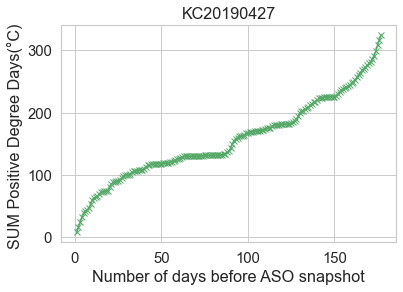 KC20190427
SUM Positive Degree Days(°C)
300
200
100
0
0 50 100 150
Number of days before ASO snapshot